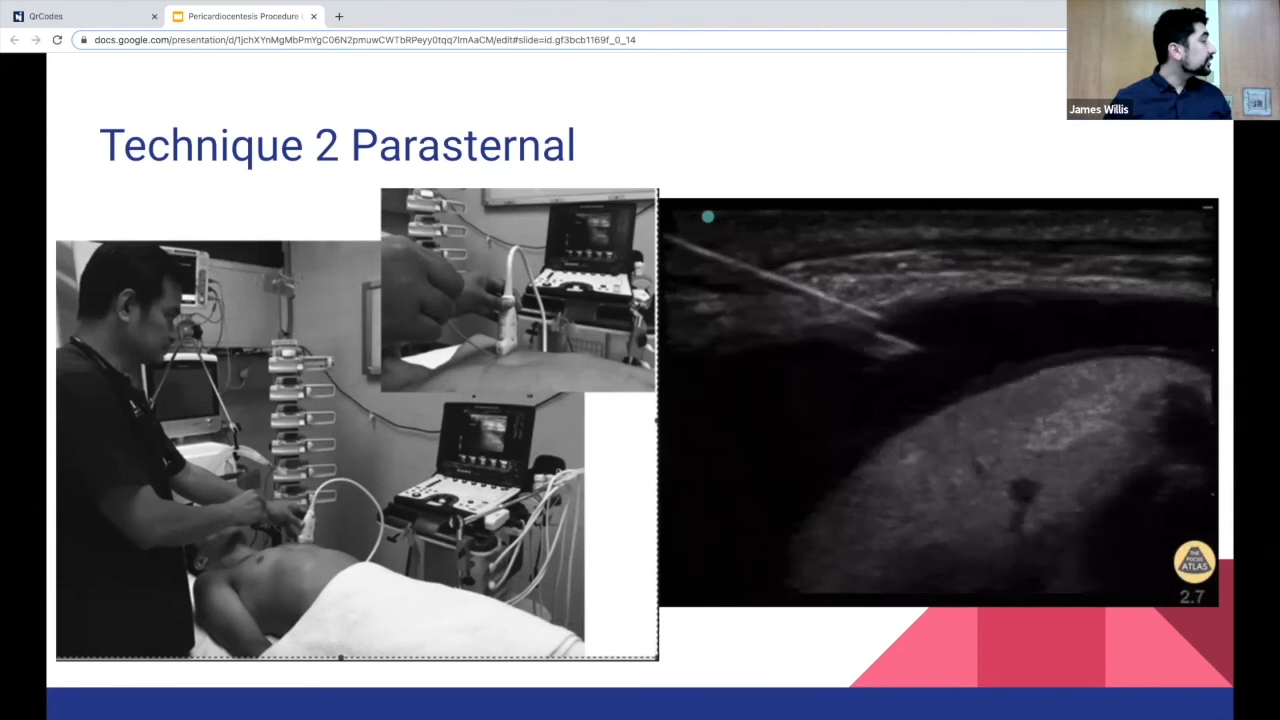 QrCodes
Pericardiocentesis Procedure
docs.google.com/presentation/d/1jchXYnMgMbPmYgC06N2pmuwCWTbRPeyy0tqq7lmAaCM/edit#slide=id.gf3bcb1169f_0_14
James Willis
Technique 2 Parasternal
THE
POCUS
ATLAS
2.7